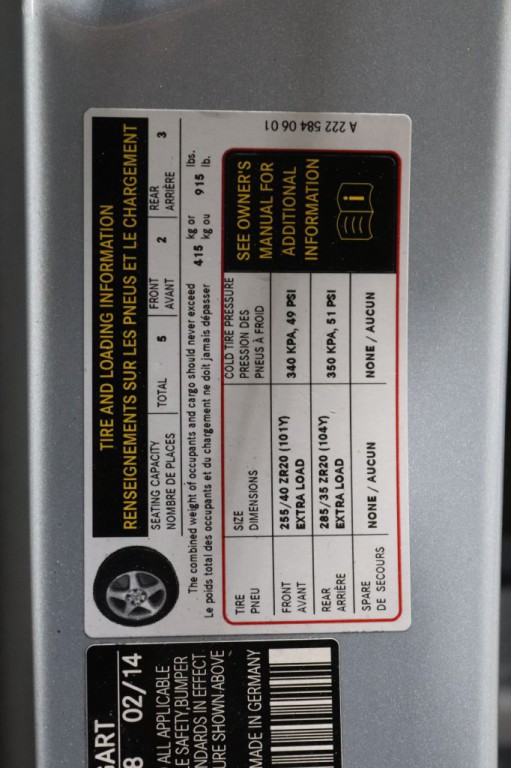 TIRE AND LOADING INFORMATION
RENSEIGNEMENTS SUR LES PNEUS ET LE CHARGEMENT
SEATING CAPACITY TOTAL 5 FRONT 2 REAR 3
NOMBRE DE PLACES AVANT ARRIÈRE
The combined weight of occupants and cargo should never exceed 415 kg or 915 lbs.
Le poids total des occupants et du chargement ne doit jamais dépasser kg ou lb.
TIRE SIZE COLD TIRE PRESSURE
PNEU DIMENSIONS PRESSION DES
PNEUS À FROID
FRONT 255/40 ZR20 (101Y) 340 KPA, 49 PSI
AVANT EXTRA LOAD
REAR 285/35 ZR20 (104Y) 350 KPA, 51 PSI
ARRIÈRE EXTRA LOAD
SPARE NONE / AUCUN NONE / AUCUN
DE SECOURS
SEE OWNER'S
MANUAL FOR
ADDITIONAL
INFORMATION
i
A 222 584 06 01
GART
8 02/14
ALL APPLICABLE
E SAFETY,BUMPER
NDARDS IN EFFECT
URE SHOWN ABOVE
MADE IN GERMANY